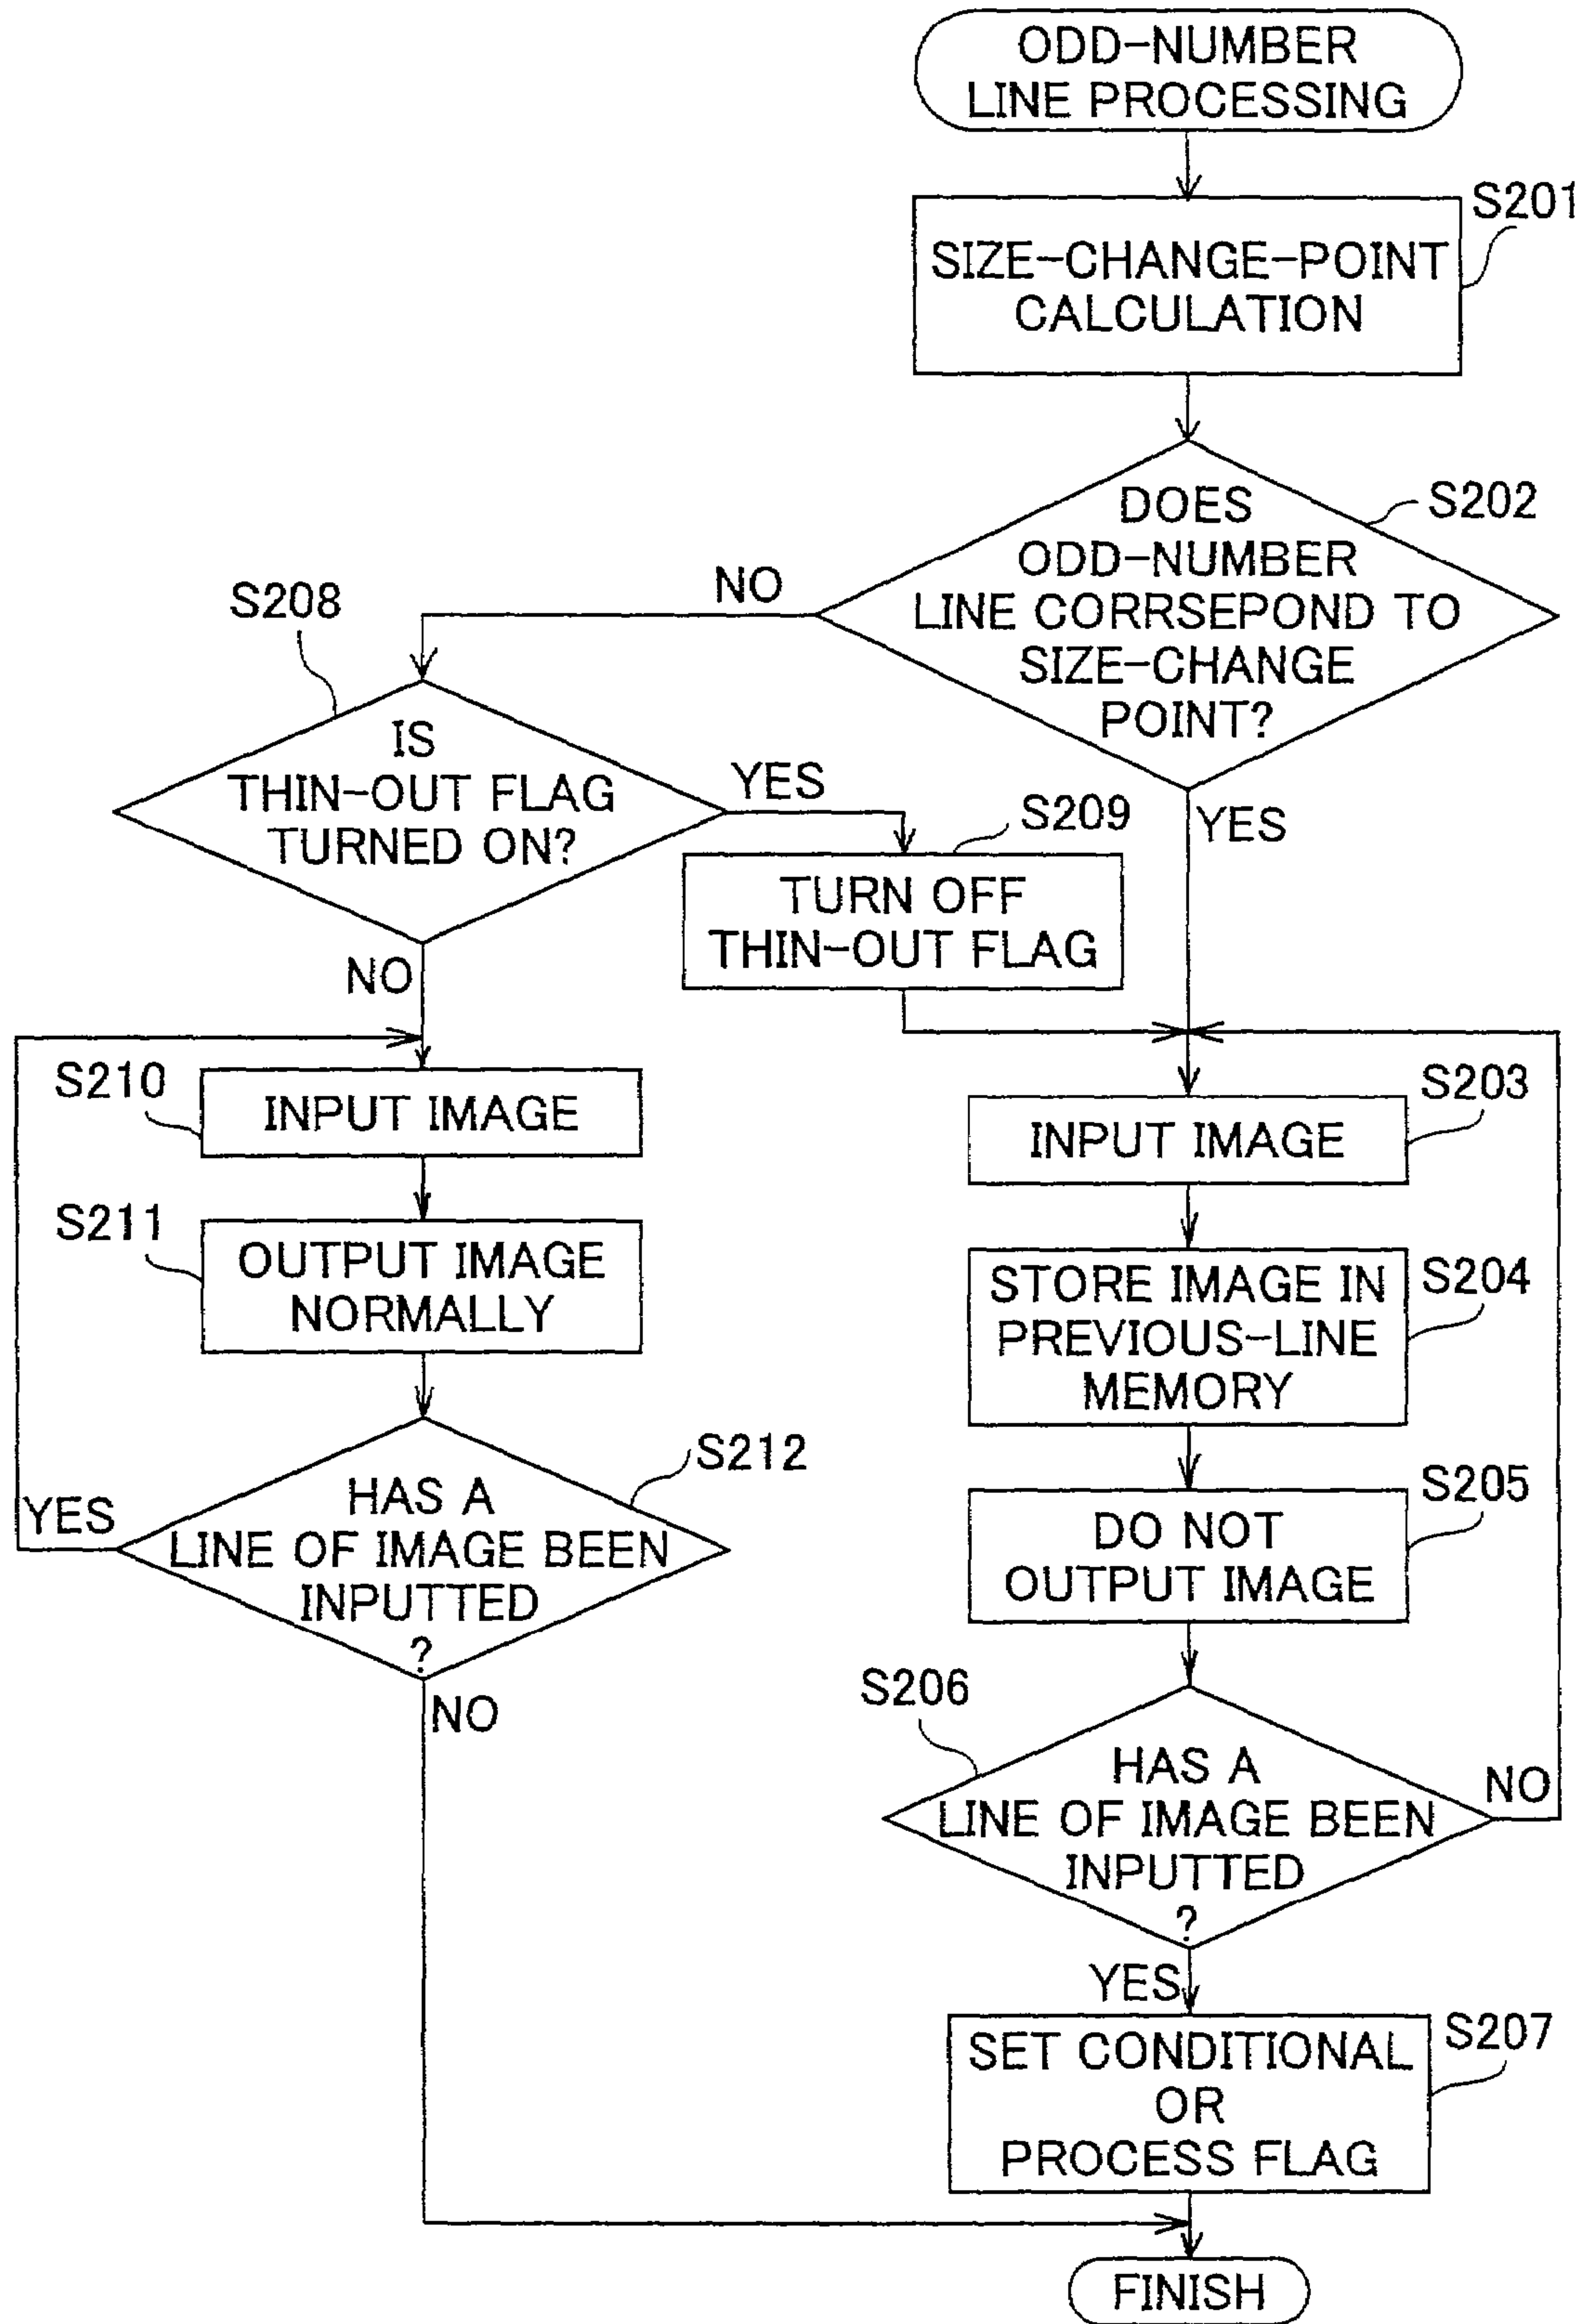 ODD-NUMBER
LINE PROCESSING
S201
SIZE-CHANGE-POINT
CALCULATION
S202
DOES
ODD-NUMBER
LINE CORRSEPOND TO
SIZE-CHANGE
POINT?
NO
YES
S208
IS
THIN-OUT FLAG
TURNED ON?
YES
NO
S209
TURN OFF
THIN-OUT FLAG
S210
INPUT IMAGE
S211
OUTPUT IMAGE
NORMALLY
S212
HAS A
LINE OF IMAGE BEEN
INPUTTED
?
YES
NO
S203
INPUT IMAGE
S204
STORE IMAGE IN
PREVIOUS-LINE
MEMORY
S205
DO NOT
OUTPUT IMAGE
S206
HAS A
LINE OF IMAGE BEEN
INPUTTED
?
NO
YES
S207
SET CONDITIONAL
OR
PROCESS FLAG
FINISH